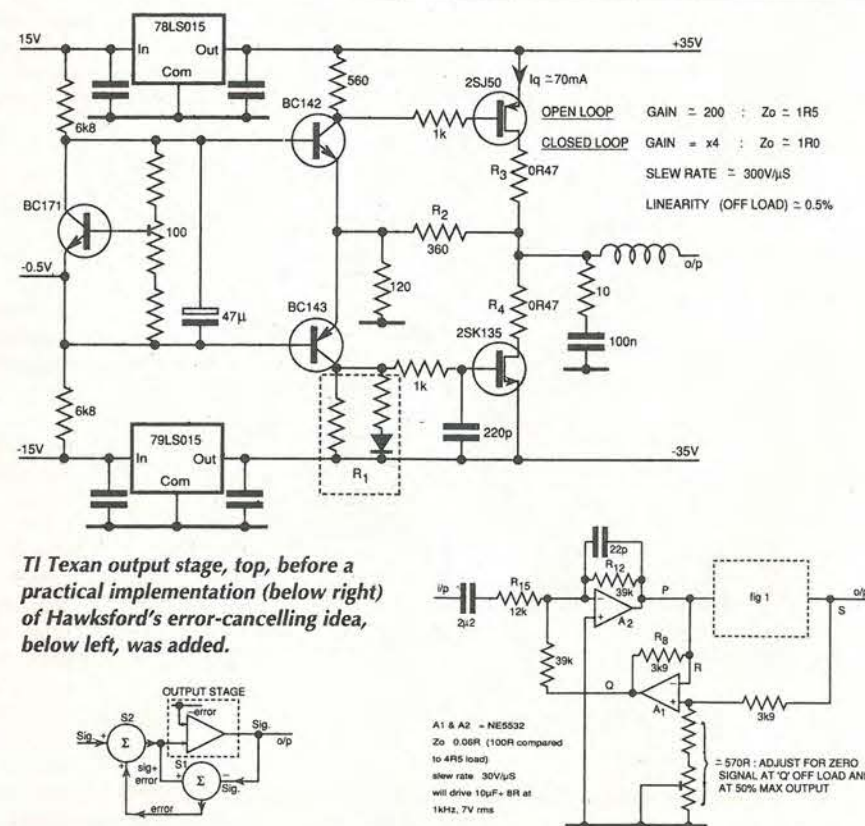 15V
78LS015
In
Out
Com
+35V
560
2SJ50
Iq ≃70mA
BC142
1k
6k8
OPEN LOOP GAIN ≃ 200 : Zo ≃ 1R5
CLOSED LOOP GAIN = x4 : Zo ≃ 1R0
SLEW RATE ≃ 300V/µS
LINEARITY (OFF LOAD) ≃ 0.5%
R3
0R47
BC171
100
R2
360
-0.5V
o/p
10
120
R4
0R47
BC143
47µ
2SK135
100n
1k
6k8
220p
79LS015
-15V
In
Out
Com
R1
-35V
TI Texan output stage, top, before a
practical implementation (below right)
of Hawksford's error-cancelling idea,
below left, was added.
22p
R12
39k
i/p
R15
12k
2µ2
P
A2
fig 1
o/p
S
39k
R8
3k9
R
Q
A1
3k9
OUTPUT STAGE
-error
Sig.
o/p
S2
Sig.
+
Σ
sig+
error
S1
+
Σ
-
Sig.
+
error
A1 & A2 = NE5532
Zo 0.06R (100R compared
to 4R5 load)
slew rate 30V/µS
will drive 10µF+ 8R at
1kHz, 7V rms
≃ 570R : ADJUST FOR ZERO
SIGNAL AT 'Q' OFF LOAD AND
AT 50% MAX OUTPUT